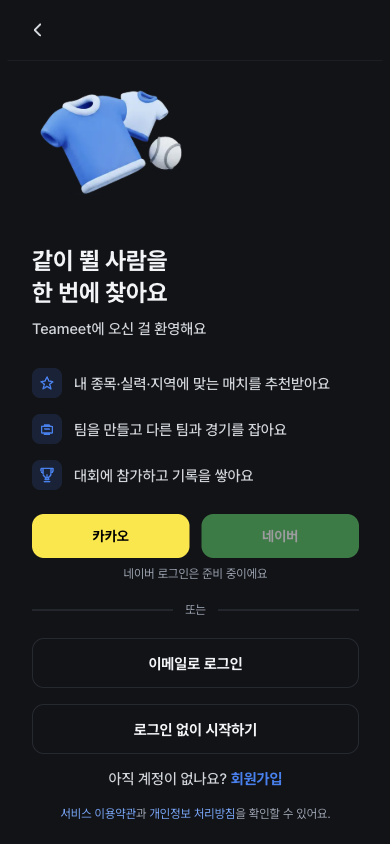 같이 뛸 사람을
한 번에 찾아요
Teameet에 오신 걸 환영해요
내 종목·실력·지역에 맞는 매치를 추천받아요
팀을 만들고 다른 팀과 경기를 잡아요
대회에 참가하고 기록을 쌓아요
카카오
네이버
네이버 로그인은 준비 중이에요
또는
이메일로 로그인
로그인 없이 시작하기
아직 계정이 없나요? 회원가입
서비스 이용약관과 개인정보 처리방침을 확인할 수 있어요.